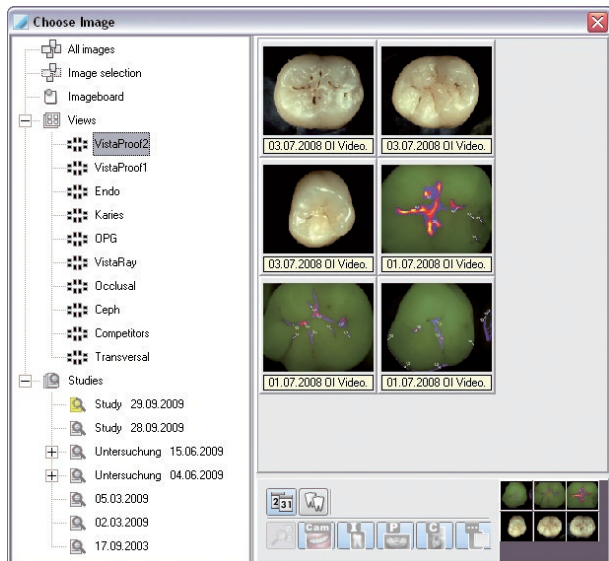 Choose Image
All images
Image selection
Imageboard
Views
VistaProof2
VistaProof1
Endo
Karies
OPG
VistaRay
Occlusal
Ceph
Competitors
Transversal
Studies
Study 29.09.2009
Study 28.09.2009
Untersuchung 15.06.2009
Untersuchung 04.06.2009
05.03.2009
02.03.2009
17.09.2003
03.07.2008 OI Video.
03.07.2008 OI Video.
03.07.2008 OI Video.
01.07.2008 OI Video.
01.07.2008 OI Video.
01.07.2008 OI Video.
2 31
Cam
I
P
C